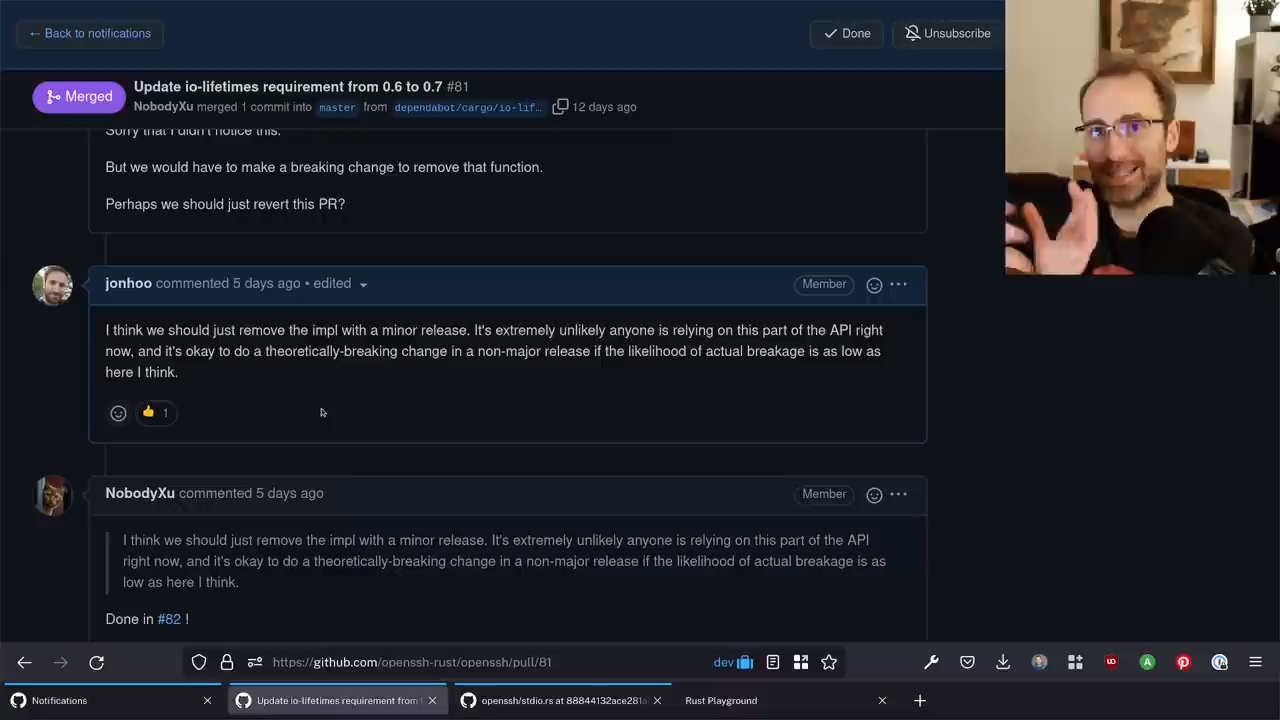 ← Back to notifications
Done
Unsubscribe
Merged
Update io-lifetimes requirement from 0.6 to 0.7 #81
NobodyXu merged 1 commit into master from dependabot/cargo/io-lif… 12 days ago
Sorry that I didn't notice this.
But we would have to make a breaking change to remove that function.
Perhaps we should just revert this PR?
jonhoo commented 5 days ago • edited
Member
I think we should just remove the impl with a minor release. It's extremely unlikely anyone is relying on this part of the API right
now, and it's okay to do a theoretically-breaking change in a non-major release if the likelihood of actual breakage is as low as
here I think.
👍 1
NobodyXu commented 5 days ago
Member
I think we should just remove the impl with a minor release. It's extremely unlikely anyone is relying on this part of the API
right now, and it's okay to do a theoretically-breaking change in a non-major release if the likelihood of actual breakage is as
low as here I think.
Done in #82 !
https://github.com/openssh-rust/openssh/pull/81
dev
Notifications
Update io-lifetimes requirement from
openssh/stdio.rs at 88844132ace281
Rust Playground